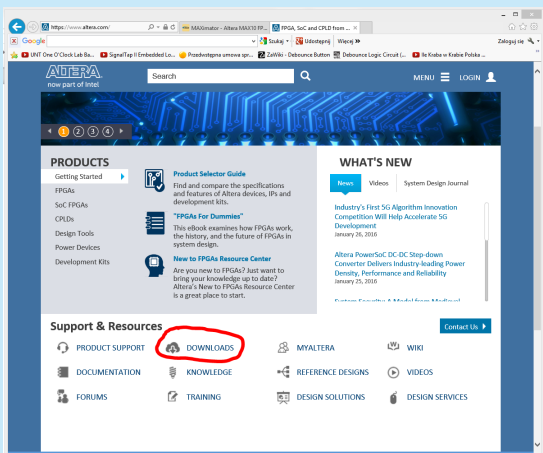 https://www.altera.com/
MAXimator - Altera MAX10 FP...
FPGA, SoC and CPLD from ...
Google
Szukaj
Udostępnij
Więcej »
Zaloguj się
UNT One O'Clock Lab Ba...
SignalTap II Embedded Lo...
Przedwstępna umowa spr...
ZaWiki - Debounce Button
Debounce Logic Circuit (...
Ile Kraba w Krabie Polska ...
ALTERA
now part of Intel
Search
MENU
LOGIN
1 2 3 4
PRODUCTS
Getting Started
FPGAs
SoC FPGAs
CPLDs
Design Tools
Power Devices
Development Kits
Product Selector Guide
Find and compare the specifications
and features of Altera devices, IPs and
development kits.
"FPGAs For Dummies"
This eBook examines how FPGAs work,
the history, and the future of FPGAs in
system design.
New to FPGAs Resource Center
Are you new to FPGAs? Just want to
bring your knowledge up to date?
Altera's New to FPGAs Resource Center
is a great place to start.
WHAT'S NEW
News
Videos
System Design Journal
Industry's First 5G Algorithm Innovation
Competition Will Help Accelerate 5G
Development
January 26, 2016
Altera PowerSoC DC-DC Step-down
Converter Delivers Industry-leading Power
Density, Performance and Reliability
January 25, 2016
System Security: A Model from Medieval
Support & Resources
Contact Us
PRODUCT SUPPORT
DOWNLOADS
MYALTERA
WIKI
DOCUMENTATION
KNOWLEDGE
REFERENCE DESIGNS
VIDEOS
FORUMS
TRAINING
DESIGN SOLUTIONS
DESIGN SERVICES